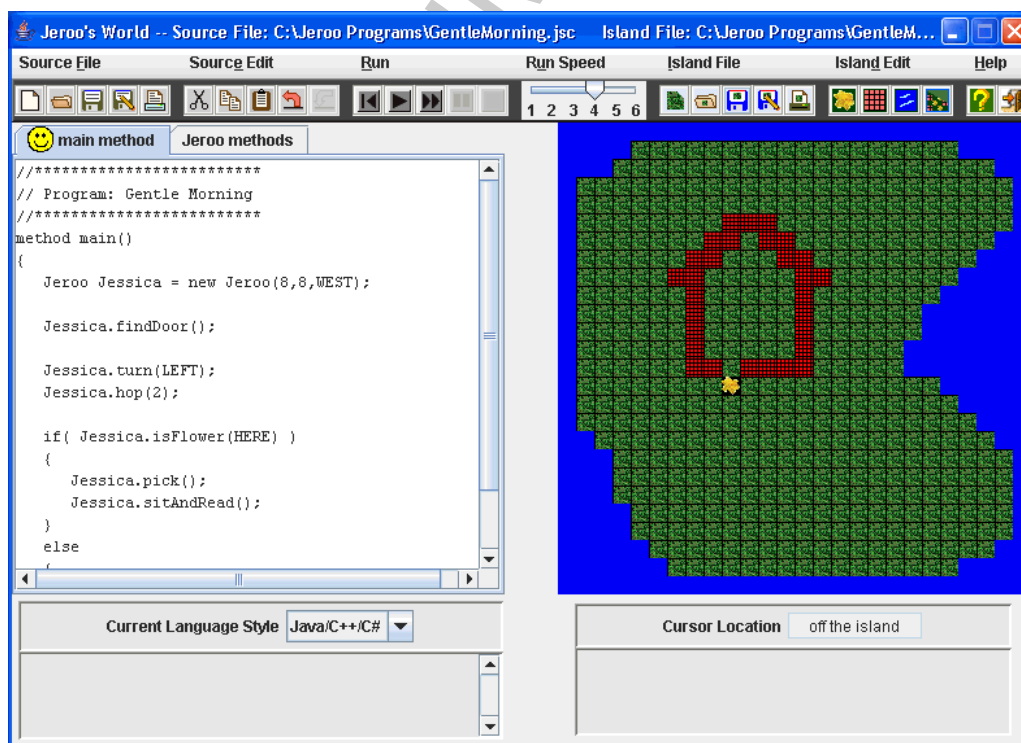 Jeroo's World -- Source File: C:\Jeroo Programs\GentleMorning.jsc Island File: C:\Jeroo Programs\GentleM...
Source File Source Edit Run Run Speed Island File Island Edit Help
1 2 3 4 5 6
main method Jeroo methods
//*************************
// Program: Gentle Morning
//*************************
method main()
{
Jeroo Jessica = new Jeroo(8,8,WEST);
Jessica.findDoor();
Jessica.turn(LEFT);
Jessica.hop(2);
if( Jessica.isFlower(HERE) )
{
Jessica.pick();
Jessica.sitAndRead();
}
else
{
Current Language Style Java/C++/C#
Cursor Location off the island